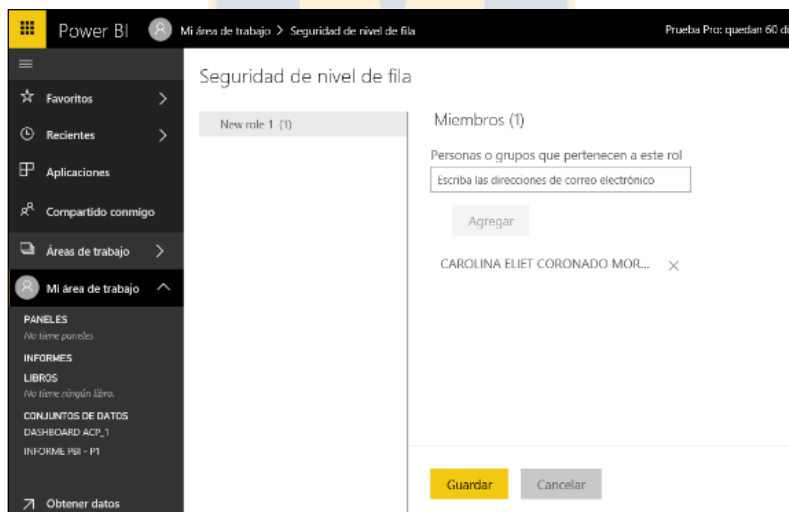 Power BI
Mi área de trabajo > Seguridad de nivel de fila
Prueba Pro: quedan 60 di
Seguridad de nivel de fila
Favoritos
Recientes
Aplicaciones
Compartido conmigo
Áreas de trabajo
Mi área de trabajo
PANELES
No tiene paneles
INFORMES
LIBROS
No tiene ningún libro.
CONJUNTOS DE DATOS
DASHBOARD ACP_1
INFORME PBI - P1
Obtener datos
New role 1 (1)
Miembros (1)
Personas o grupos que pertenecen a este rol
Escriba las direcciones de correo electrónico
Agregar
CAROLINA ELIET CORONADO MOR...
Guardar
Cancelar